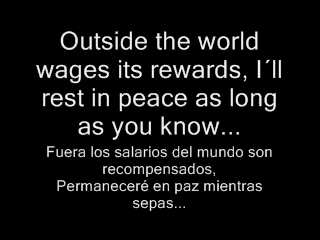 Outside the world
wages its rewards, I´ll
rest in peace as long
as you know...
Fuera los salarios del mundo son
recompensados,
Permaneceré en paz mientras
sepas...